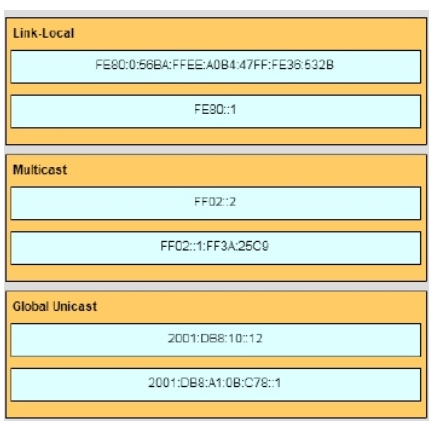 Link-Local
FE80:0:56BA:FFEE:A0B4:47FF:FE36:532B
FE80::1
Multicast
FF02::2
FF02::1:FF3A:25C9
Global Unicast
2001:DB8:10::12
2001:DB8:A1:0B:C78::1